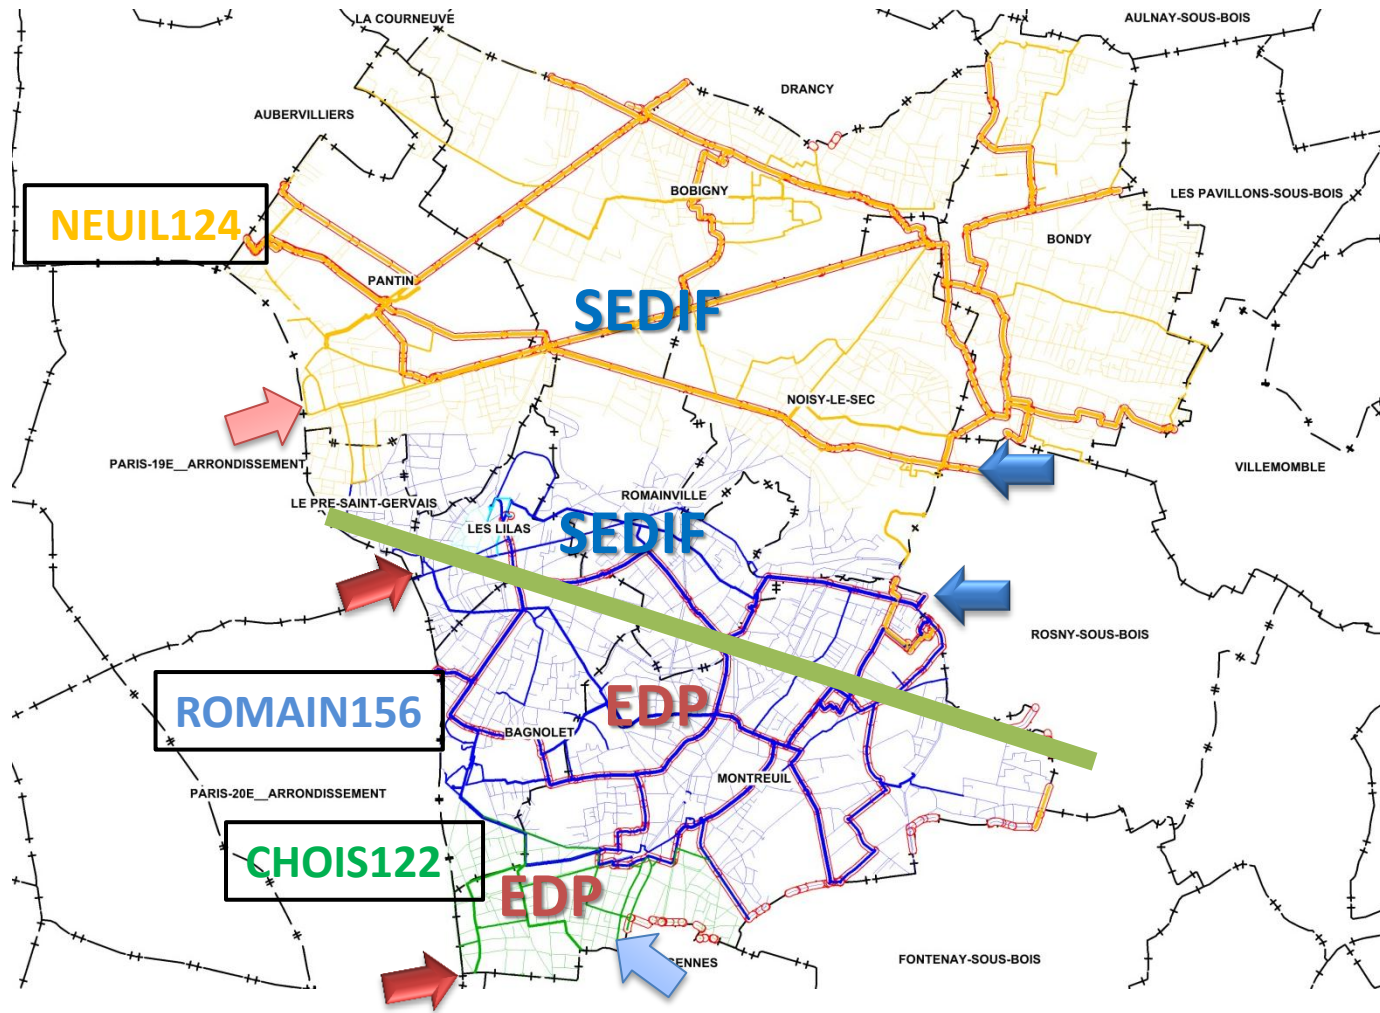 LA COURNEUVE
AULNAY-SOUS-BOIS
DRANCY
AUBERVILLIERS
BOBIGNY
LES PAVILLONS-SOUS-BOIS
NEUIL124
BONDY
PANTIN
SEDIF
NOISY-LE-SEC
PARIS-19E__ARRONDISSEMENT
VILLEMOMBLE
LE PRE-SAINT-GERVAIS
ROMAINVILLE
LES LILAS
SEDIF
ROSNY-SOUS-BOIS
ROMAIN156
EDP
BAGNOLET
MONTREUIL
PARIS-20E__ARRONDISSEMENT
CHOIS122
EDP
ENNES
FONTENAY-SOUS-BOIS